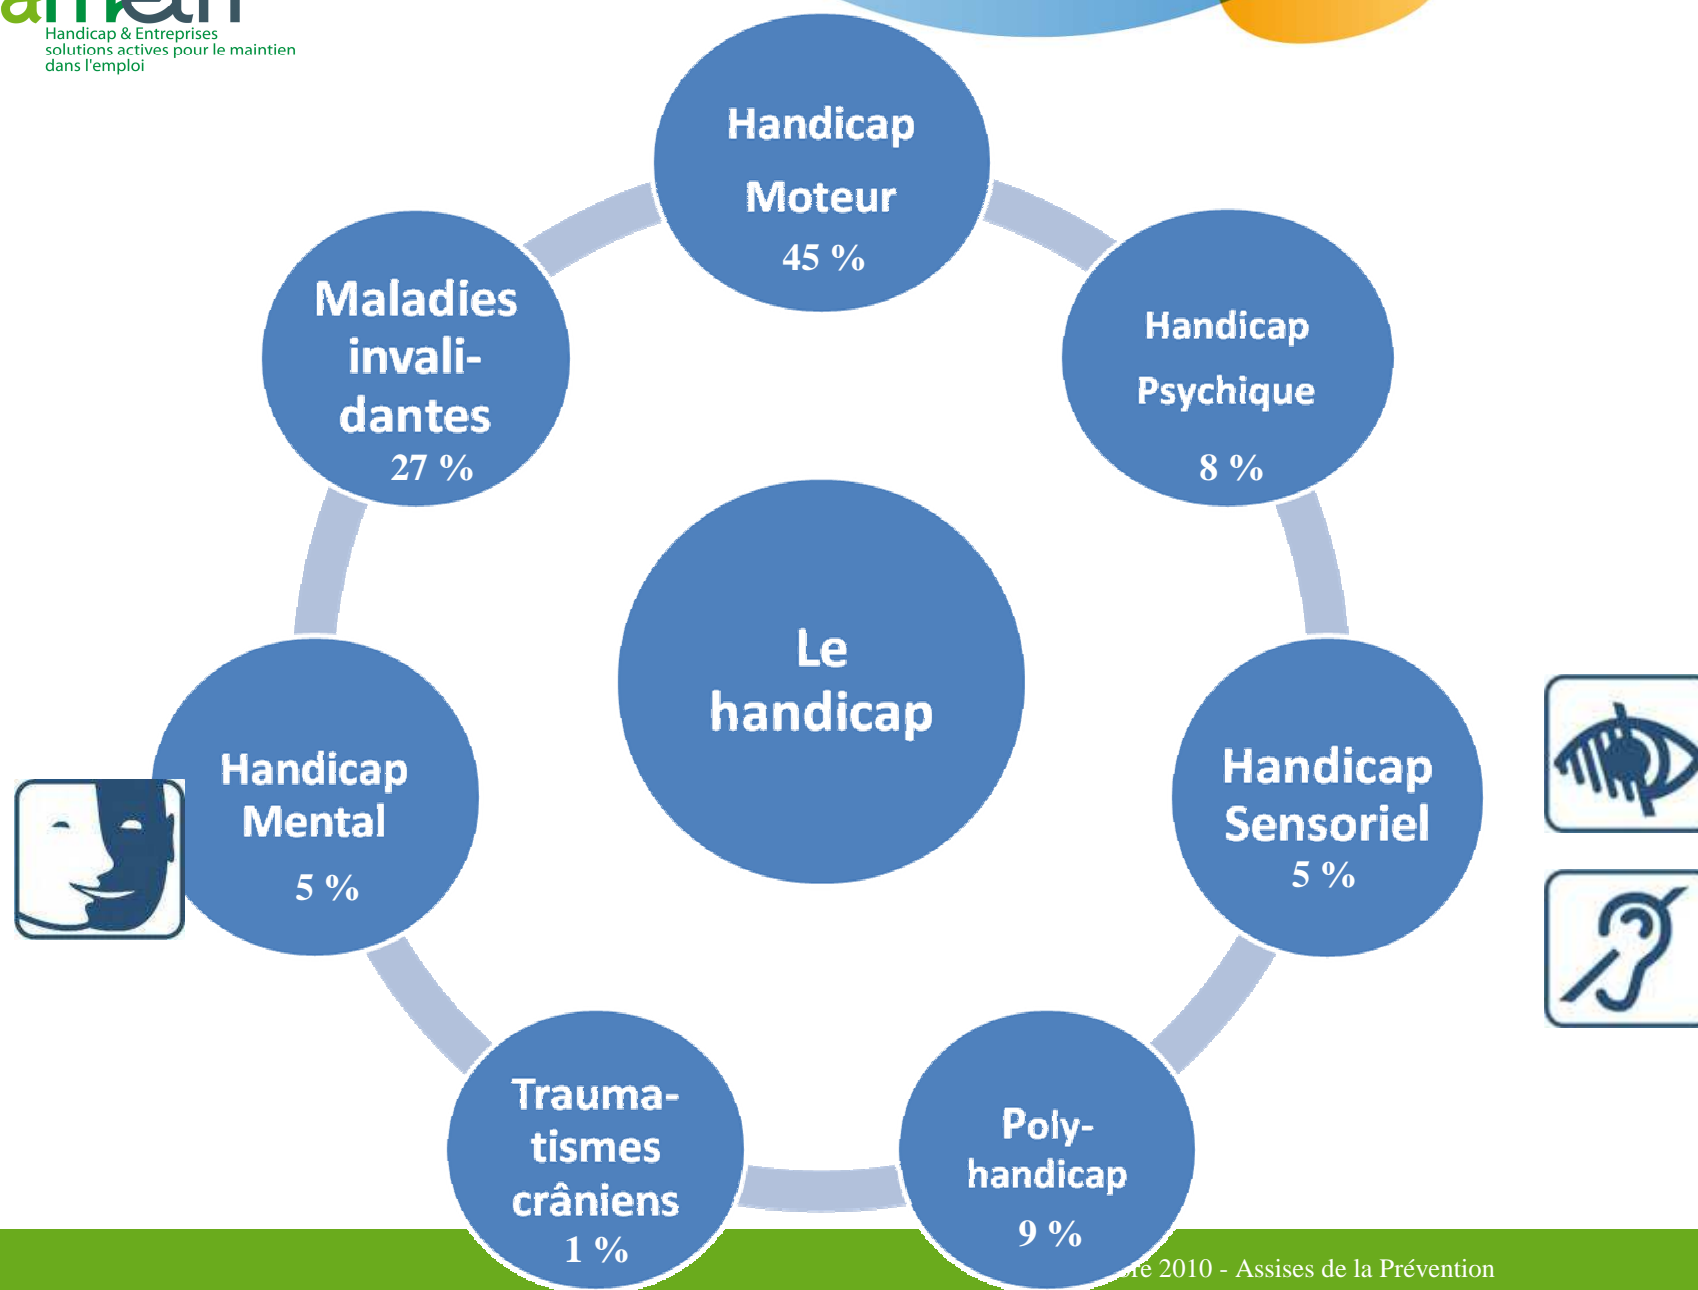 Handicap & Entreprises
solutions actives pour le maintien
dans l'emploi
Handicap
Moteur
45 %
Handicap
Psychique
8 %
Handicap
Sensoriel
5 %
Poly-
handicap
9 %
Trauma-
tismes
crâniens
1 %
Handicap
Mental
5 %
Maladies
invali-
dantes
27 %
Le
handicap
2010 - Assises de la Prévention